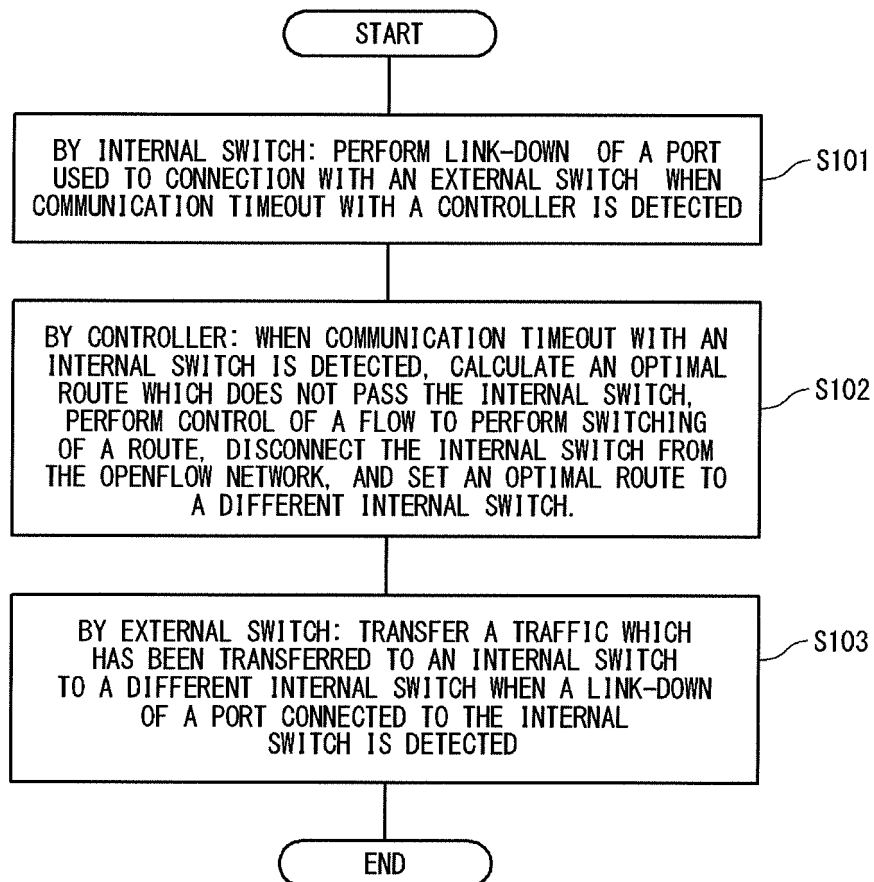 START
BY INTERNAL SWITCH: PERFORM LINK-DOWN OF A PORT
USED TO CONNECTION WITH AN EXTERNAL SWITCH WHEN
COMMUNICATION TIMEOUT WITH A CONTROLLER IS DETECTED
S101
BY CONTROLLER: WHEN COMMUNICATION TIMEOUT WITH AN
INTERNAL SWITCH IS DETECTED, CALCULATE AN OPTIMAL
ROUTE WHICH DOES NOT PASS THE INTERNAL SWITCH,
PERFORM CONTROL OF A FLOW TO PERFORM SWITCHING
OF A ROUTE, DISCONNECT THE INTERNAL SWITCH FROM
THE OPENFLOW NETWORK, AND SET AN OPTIMAL ROUTE TO
A DIFFERENT INTERNAL SWITCH.
S102
BY EXTERNAL SWITCH: TRANSFER A TRAFFIC WHICH
HAS BEEN TRANSFERRED TO AN INTERNAL SWITCH
TO A DIFFERENT INTERNAL SWITCH WHEN A LINK-DOWN
OF A PORT CONNECTED TO THE INTERNAL
SWITCH IS DETECTED
S103
END